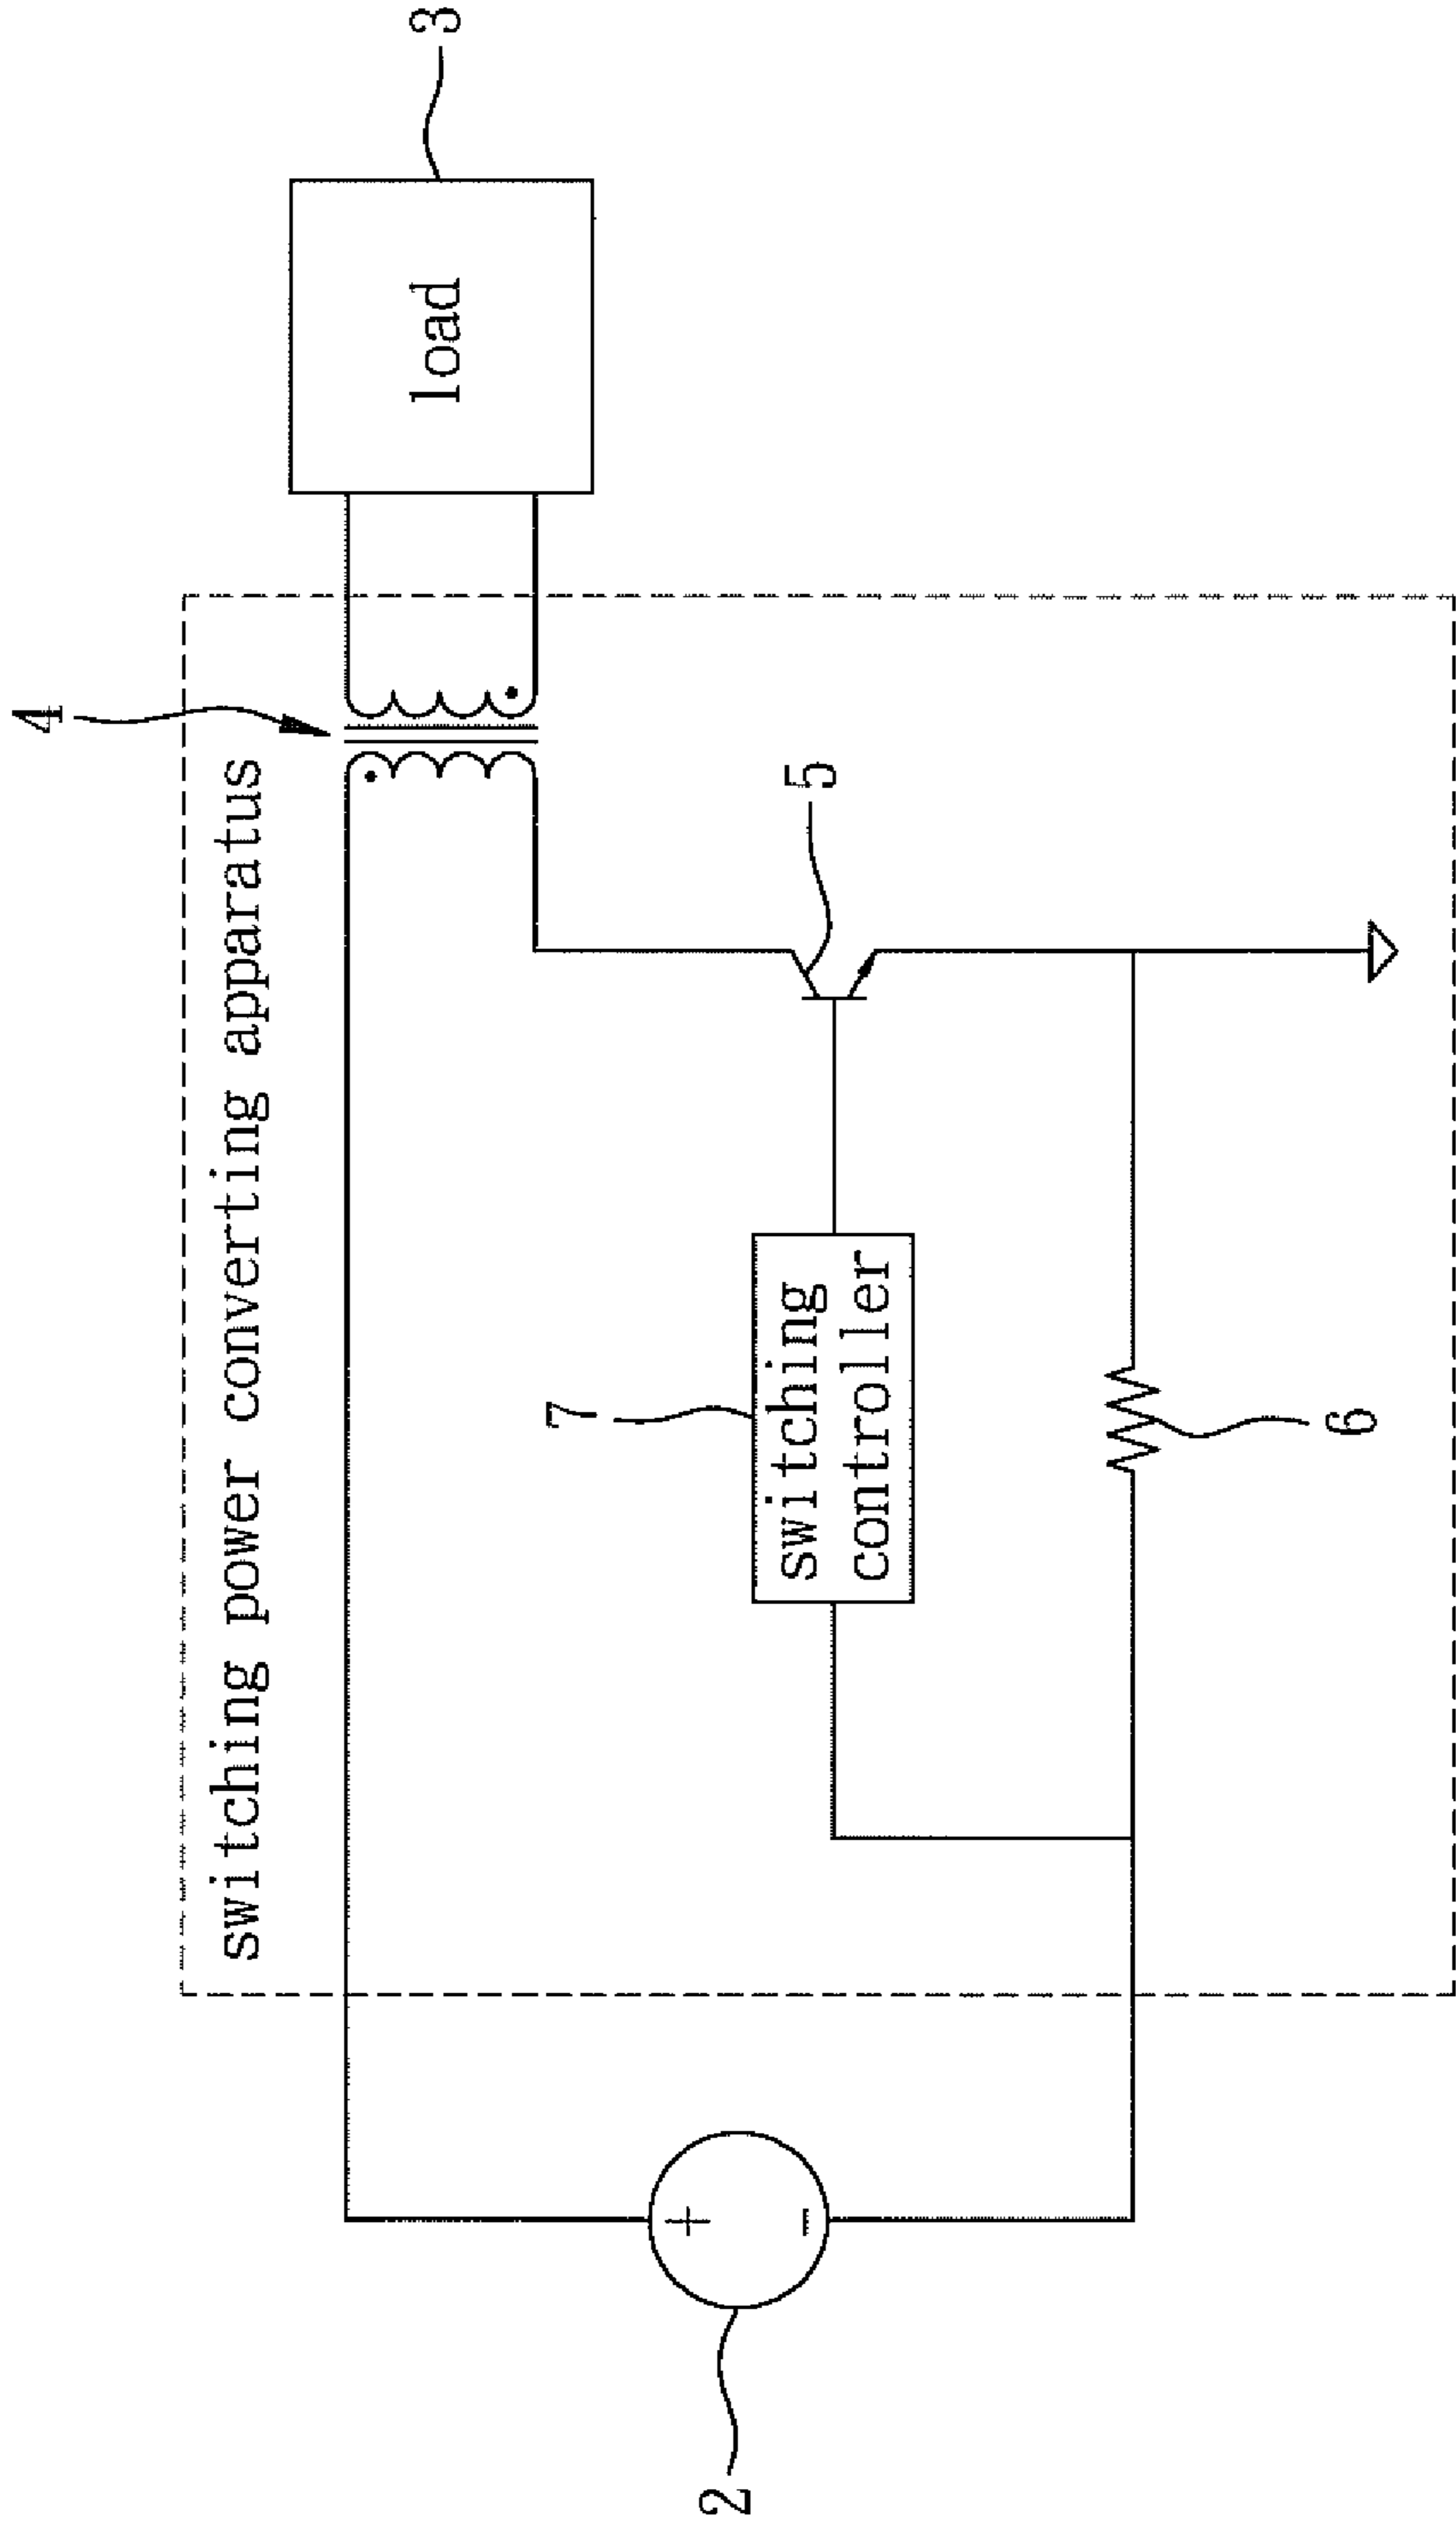 switching power converting apparatus
4
load
3
5
7
switching
controller
6
+
-
2